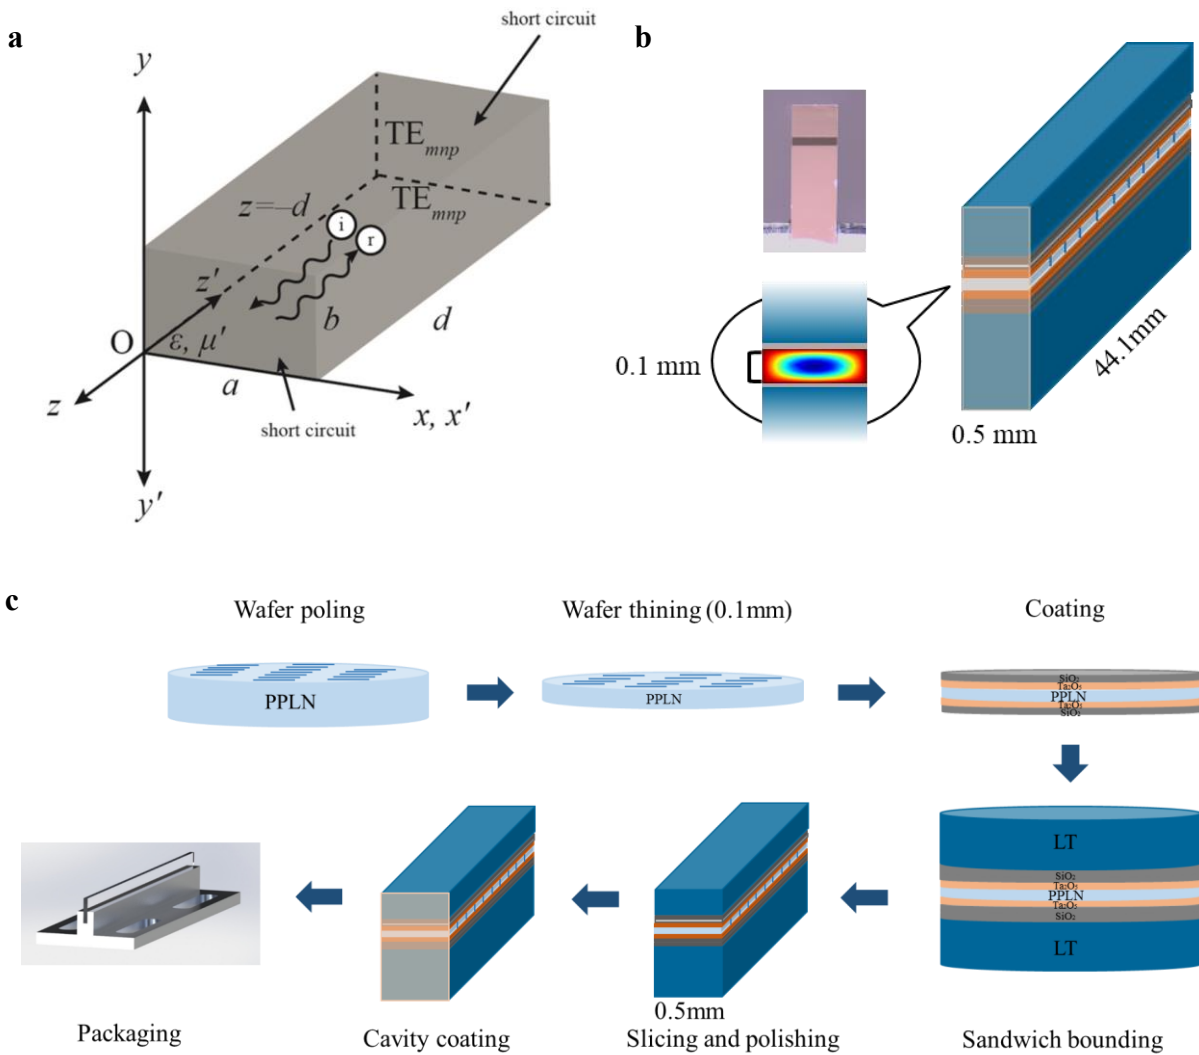 a
short circuit
y
TEmnp
TEmnp
z=–d
i
r
z′
b
d
O
ε, μ′
a
z
x, x′
short circuit
y′
b
0.1 mm
44.1mm
0.5 mm
c
Wafer poling
Wafer thining (0.1mm)
Coating
PPLN
PPLN
SiO2
Ta2O5
PPLN
Ta2O5
SiO2
LT
SiO2
Ta2O5
PPLN
Ta2O5
SiO2
LT
0.5mm
Packaging
Cavity coating
Slicing and polishing
Sandwich bounding